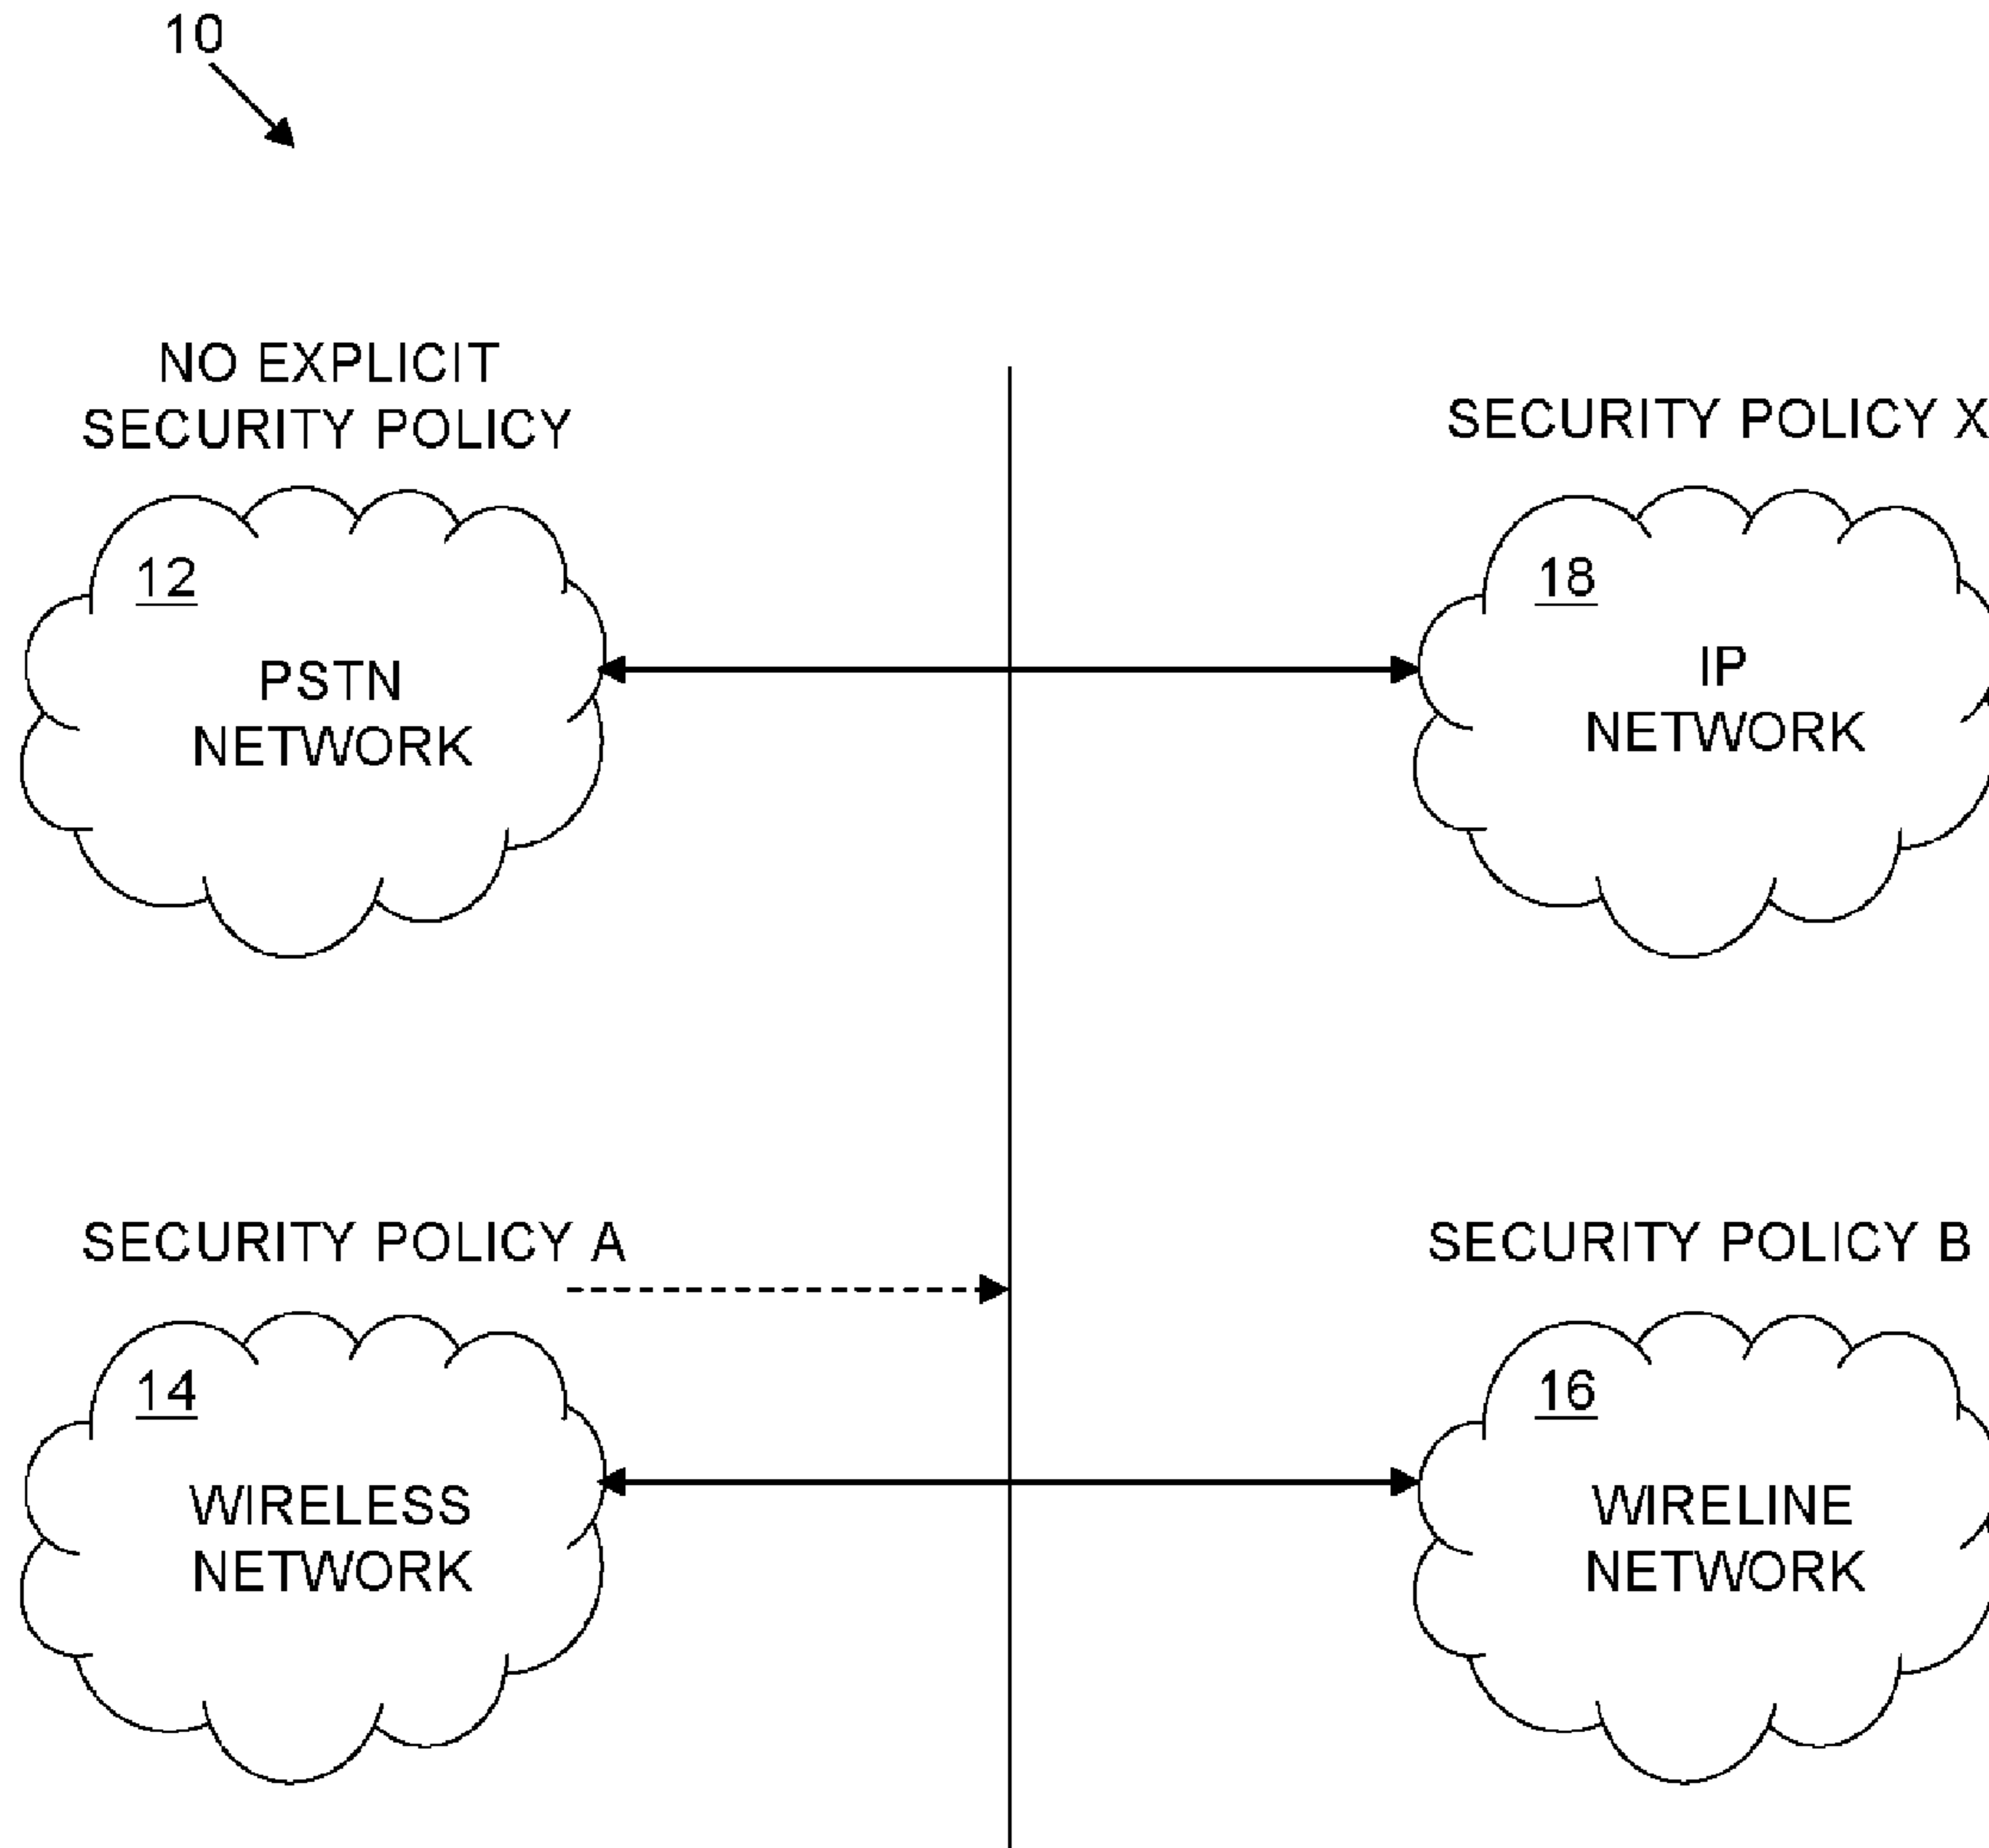 10
NO EXPLICIT
SECURITY POLICY
SECURITY POLICY X
12
PSTN
NETWORK
18
IP
NETWORK
SECURITY POLICY A
SECURITY POLICY B
14
WIRELESS
NETWORK
16
WIRELINE
NETWORK